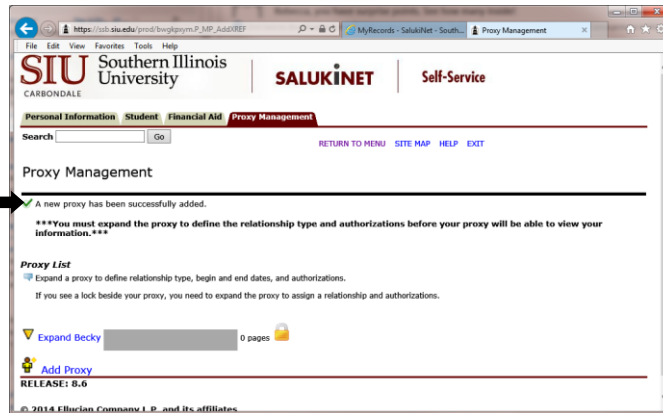 https://ssb.siu.edu/prod/bwgkpxym.P_MP_AddXREF
MyRecords - SalukiNet - South...
Proxy Management
File Edit View Favorites Tools Help
SIU Southern Illinois University
CARBONDALE
SALUKINET
Self-Service
Personal Information Student Financial Aid Proxy Management
Search Go
RETURN TO MENU SITE MAP HELP EXIT
Proxy Management
A new proxy has been successfully added.
***You must expand the proxy to define the relationship type and authorizations before your proxy will be able to view your
information.***
Proxy List
Expand a proxy to define relationship type, begin and end dates, and authorizations.
If you see a lock beside your proxy, you need to expand the proxy to assign a relationship and authorizations.
Expand Becky 0 pages
Add Proxy
RELEASE: 8.6
© 2014 Ellucian Company L.P. and its affiliates